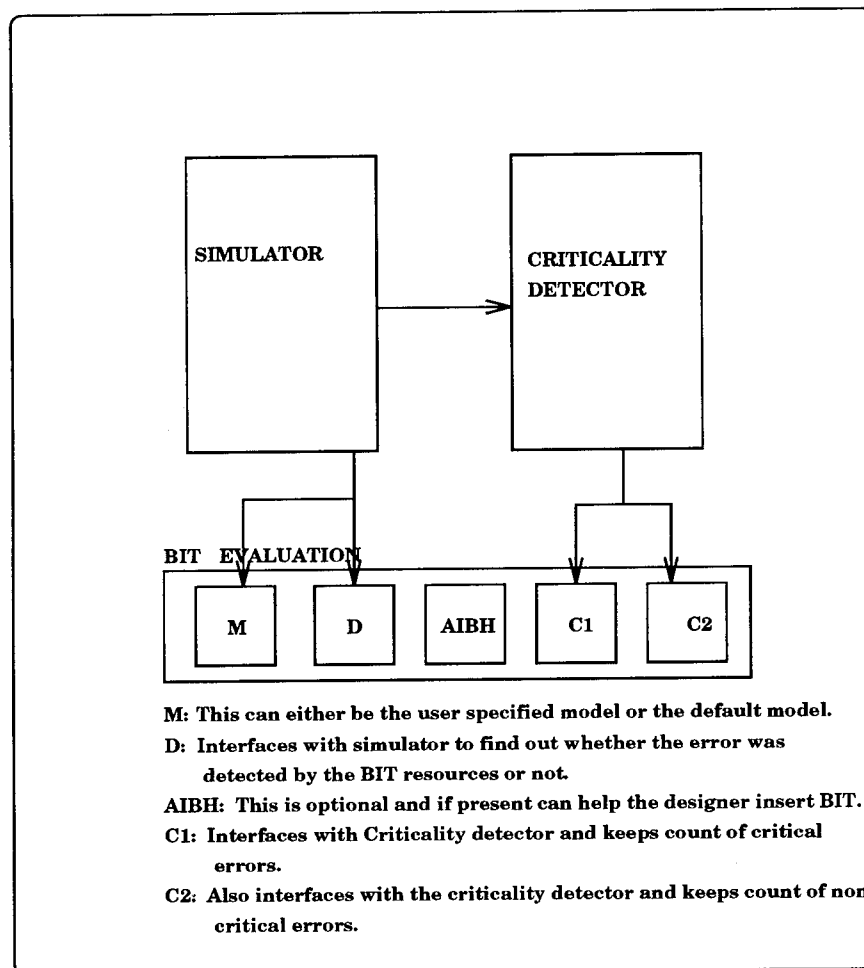 SIMULATOR
CRITICALITY
DETECTOR
BIT EVALUATION
M
D
AIBH
C1
C2
M: This can either be the user specified model or the default model.
D: Interfaces with simulator to find out whether the error was
detected by the BIT resources or not.
AIBH: This is optional and if present can help the designer insert BIT.
C1: Interfaces with Criticality detector and keeps count of critical
errors.
C2: Also interfaces with the criticality detector and keeps count of non
critical errors.